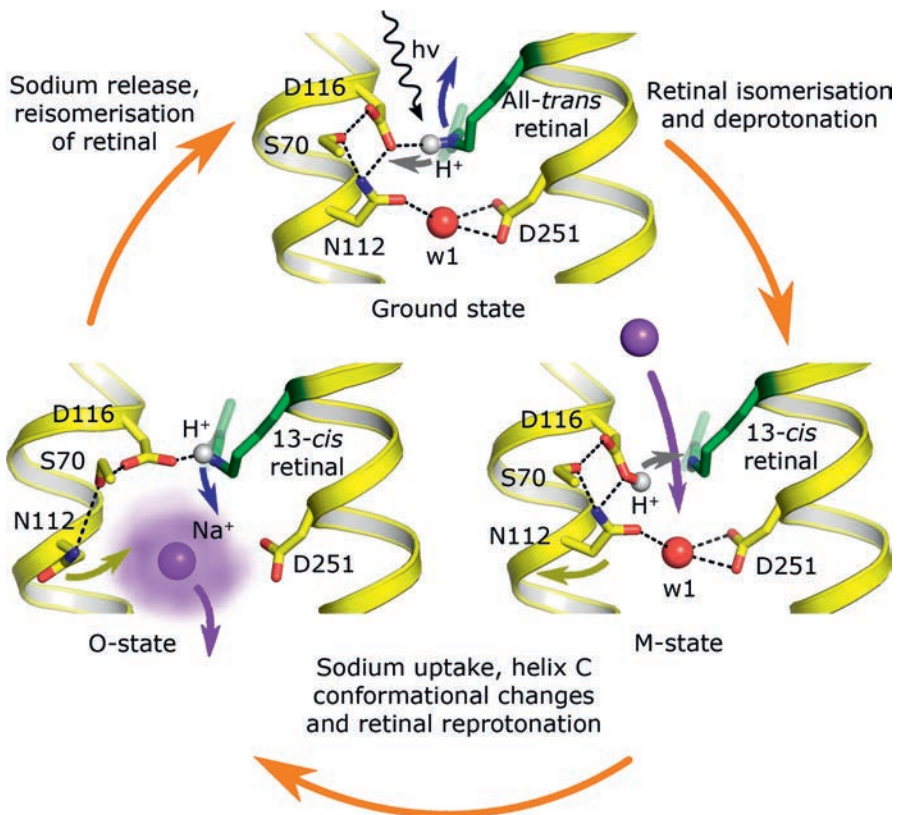 Sodium release,
reisomerisation
of retinal
hν
D116
All-trans
retinal
S70
H⁺
N112
w1
D251
Ground state
Retinal isomerisation
and deprotonation
D116
H⁺
13-cis
retinal
S70
N112
Na⁺
D251
O-state
D116
13-cis
retinal
S70
H⁺
N112
w1
D251
M-state
Sodium uptake, helix C
conformational changes
and retinal reprotonation